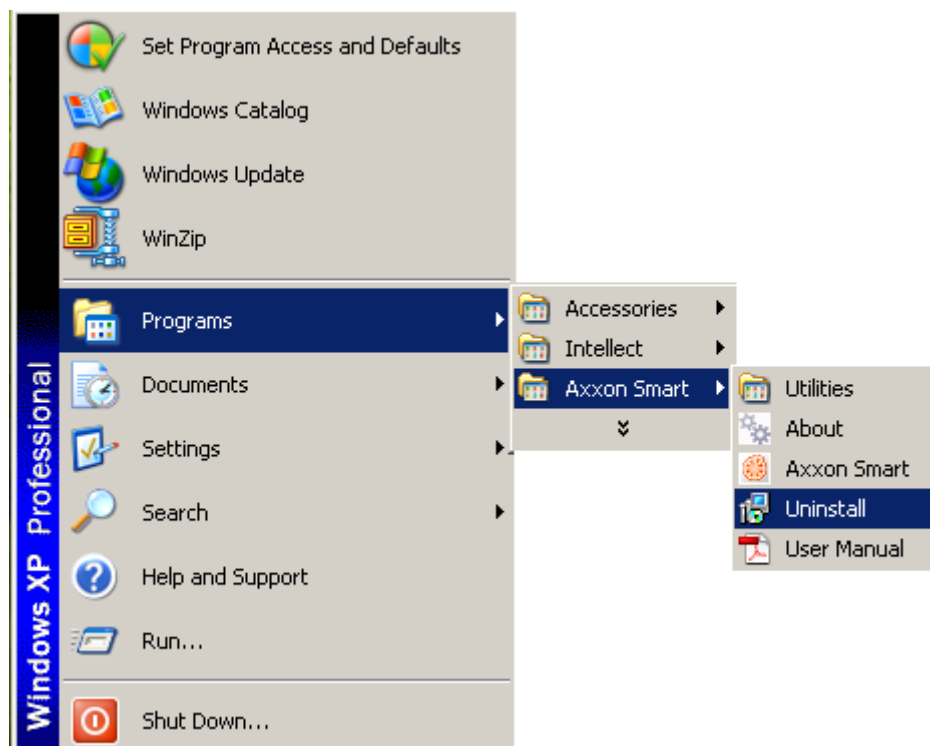 Set Program Access and Defaults
Windows Catalog
Windows Update
WinZip
Programs
Documents
Settings
Search
Help and Support
Run...
Shut Down...
Windows XP Professional
Accessories
Intellect
Axxon Smart
Utilities
About
Axxon Smart
Uninstall
User Manual